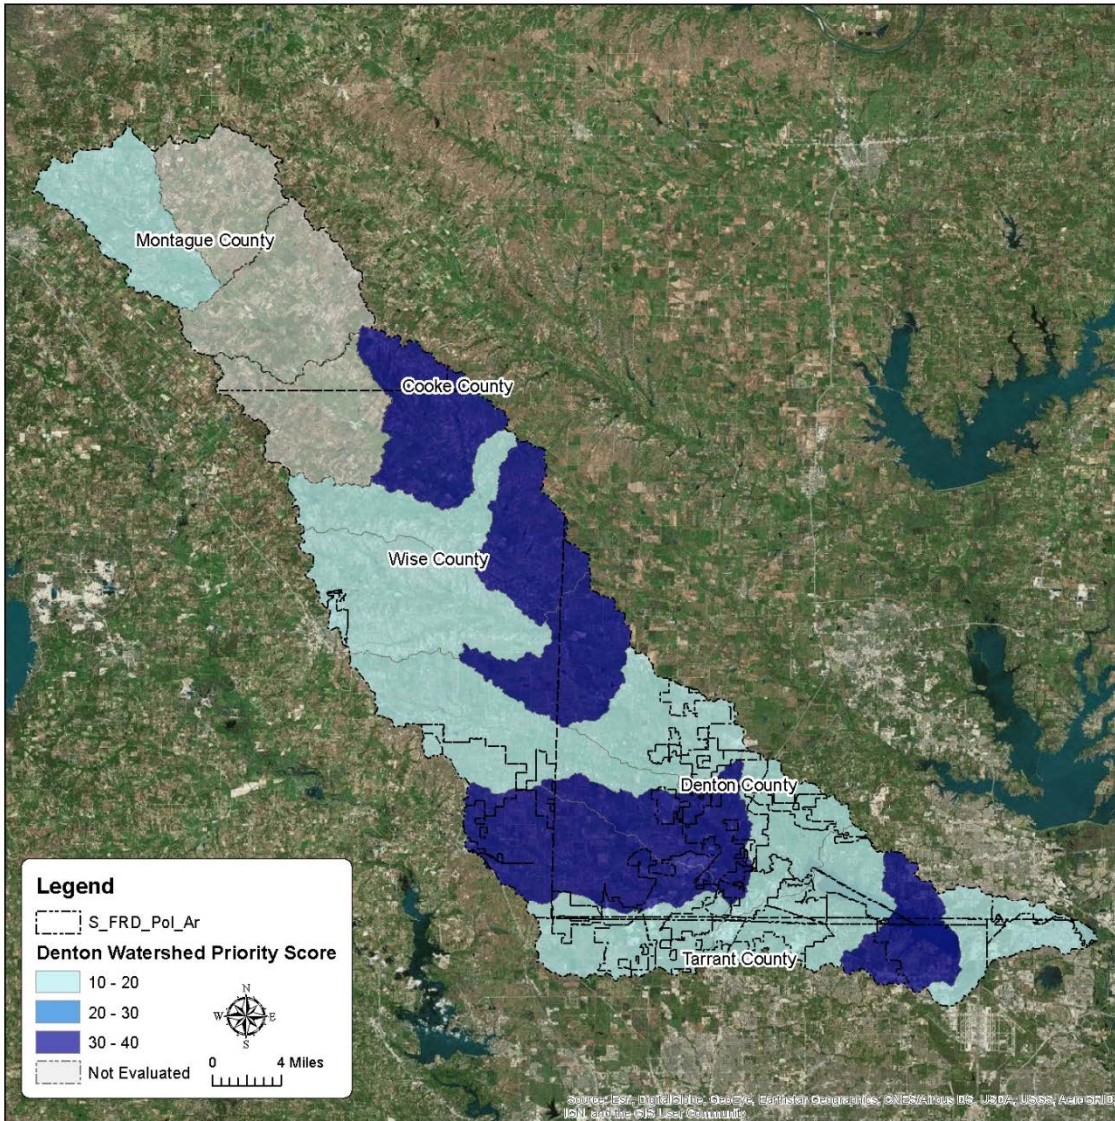 Montague County
Cooke County
Wise County
Denton County
Tarrant County
Legend
S_FRD_Pol_Ar
Denton Watershed Priority Score
10 - 20
20 - 30
30 - 40
Not Evaluated
N
W E
S
0 4 Miles
Source: Esri, DigitalGlobe, GeoEye, Earthstar Geographics, CNES/Airbus DS, USDA, USGS, AeroGRID,
IGN, and the GIS User Community